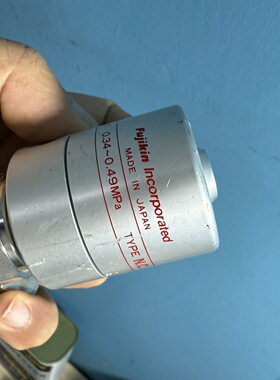 Fujikin Incorporated
MADE IN JAPAN
0.34~0.49MPa
TYPE N.C